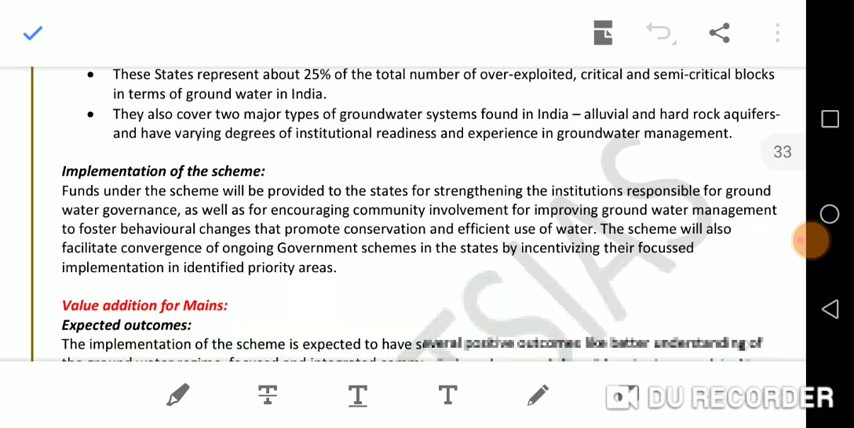 • These States represent about 25% of the total number of over-exploited, critical and semi-critical blocks
in terms of ground water in India.
• They also cover two major types of groundwater systems found in India – alluvial and hard rock aquifers-
and have varying degrees of institutional readiness and experience in groundwater management.
33
Implementation of the scheme:
Funds under the scheme will be provided to the states for strengthening the institutions responsible for ground
water governance, as well as for encouraging community involvement for improving ground water management
to foster behavioural changes that promote conservation and efficient use of water. The scheme will also
facilitate convergence of ongoing Government schemes in the states by incentivizing their focussed
implementation in identified priority areas.
Value addition for Mains:
Expected outcomes:
The implementation of the scheme is expected to have several positive outcomes like better understanding of
TSIAS
T T T
DU RECORDER